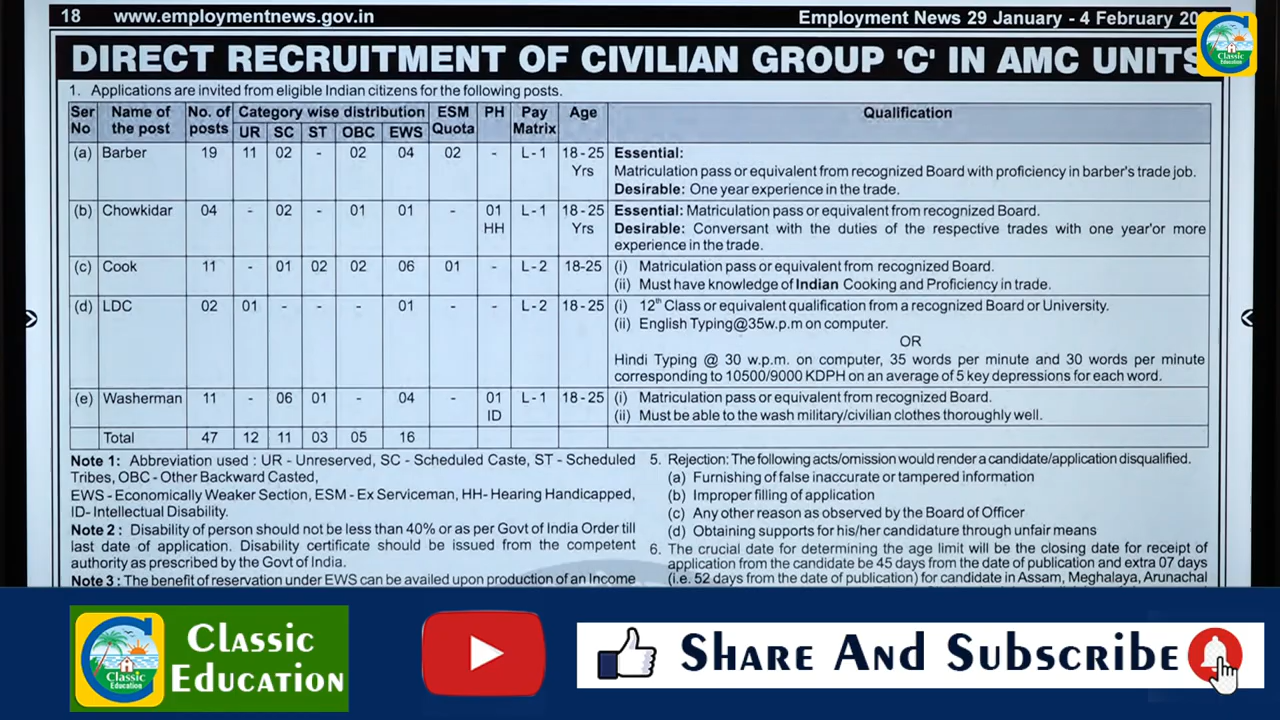 18 www.employmentnews.gov.in Employment News 29 January - 4 February
DIRECT RECRUITMENT OF CIVILIAN GROUP 'C' IN AMC UNITS
1. Applications are invited from eligible Indian citizens for the following posts.
Ser No Name of the post No. of posts Category wise distribution ESM Quota PH Pay Matrix Age Qualification
UR SC ST OBC EWS
(a) Barber 19 11 02 - 02 04 02 - L - 1 18 - 25 Yrs Essential:
Matriculation pass or equivalent from recognized Board with proficiency in barber's trade job.
Desirable: One year experience in the trade.
(b) Chowkidar 04 - 02 - 01 01 - 01 HH L - 1 18 - 25 Yrs Essential: Matriculation pass or equivalent from recognized Board.
Desirable: Conversant with the duties of the respective trades with one year'or more
experience in the trade.
(c) Cook 11 - 01 02 02 06 01 - L - 2 18-25 (i) Matriculation pass or equivalent from recognized Board.
(ii) Must have knowledge of Indian Cooking and Proficiency in trade.
(d) LDC 02 01 - - - 01 - - L - 2 18 - 25 (i) 12th Class or equivalent qualification from a recognized Board or University.
(ii) English Typing@35w.p.m on computer.
OR
Hindi Typing @ 30 w.p.m. on computer, 35 words per minute and 30 words per minute
corresponding to 10500/9000 KDPH on an average of 5 key depressions for each word.
(e) Washerman 11 - 06 01 - 04 - 01 ID L - 1 18 - 25 (i) Matriculation pass or equivalent from recognized Board.
(ii) Must be able to the wash military/civilian clothes thoroughly well.
Total 47 12 11 03 05 16
Note 1: Abbreviation used : UR - Unreserved, SC - Scheduled Caste, ST - Scheduled
Tribes, OBC - Other Backward Casted,
EWS - Economically Weaker Section, ESM - Ex Serviceman, HH- Hearing Handicapped,
ID- Intellectual Disability.
Note 2 : Disability of person should not be less than 40% or as per Govt of India Order till
last date of application. Disability certificate should be issued from the competent
authority as prescribed by the Govt of India.
Note 3 : The benefit of reservation under EWS can be availed upon production of an Income
5. Rejection: The following acts/omission would render a candidate/application disqualified.
(a) Furnishing of false inaccurate or tampered information
(b) Improper filling of application
(c) Any other reason as observed by the Board of Officer
(d) Obtaining supports for his/her candidature through unfair means
6. The crucial date for determining the age limit will be the closing date for receipt of
application from the candidate be 45 days from the date of publication and extra 07 days
(i.e. 52 days from the date of publication) for candidate in Assam, Meghalaya, Arunachal
Classic Education
Classic
Education
Classic
Education
Share And Subscribe